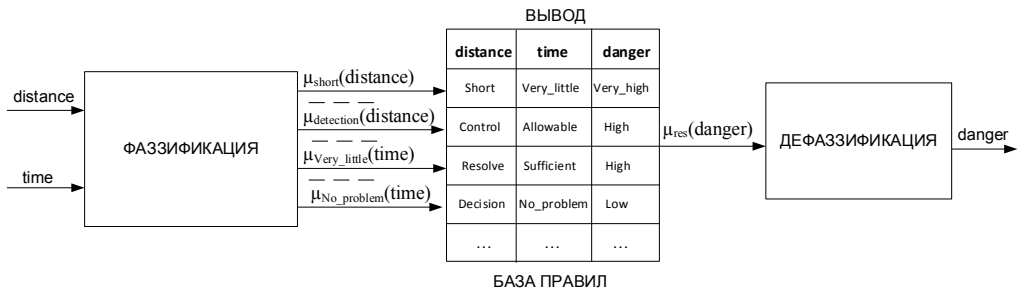 ВЫВОД
distance time danger
Short Very_little Very_high
Control Allowable High
Resolve Sufficient High
Decision No_problem Low
... ... ...
БАЗА ПРАВИЛ
distance
time
ФАЗЗИФИКАЦИЯ
μshort(distance)
μdetection(distance)
μVery_little(time)
μNo_problem(time)
μres(danger)
ДЕФАЗЗИФИКАЦИЯ
danger